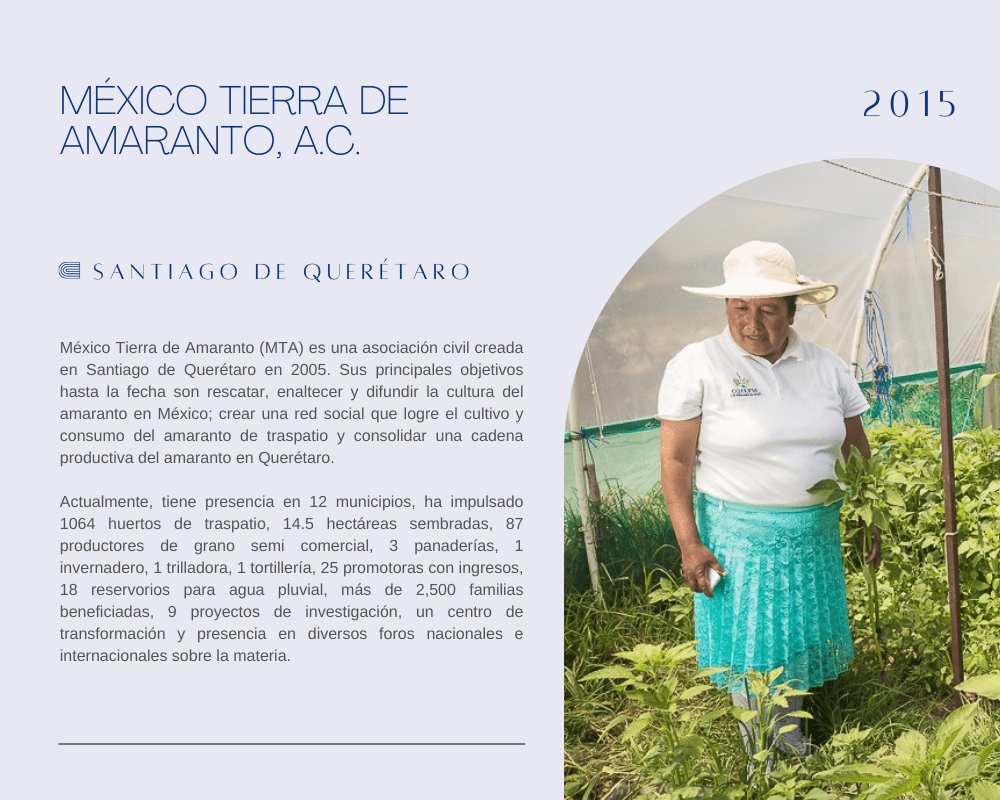 MÉXICO TIERRA DE
AMARANTO, A.C.
2015
SANTIAGO DE QUERÉTARO
México Tierra de Amaranto (MTA) es una asociación civil creada
en Santiago de Querétaro en 2005. Sus principales objetivos
hasta la fecha son rescatar, enaltecer y difundir la cultura del
amaranto en México; crear una red social que logre el cultivo y
consumo del amaranto de traspatio y consolidar una cadena
productiva del amaranto en Querétaro.
Actualmente, tiene presencia en 12 municipios, ha impulsado
1064 huertos de traspatio, 14.5 hectáreas sembradas, 87
productores de grano semi comercial, 3 panaderías, 1
invernadero, 1 trilladora, 1 tortillería, 25 promotoras con ingresos,
18 reservorios para agua pluvial, más de 2,500 familias
beneficiadas, 9 proyectos de investigación, un centro de
transformación y presencia en diversos foros nacionales e
internacionales sobre la materia.